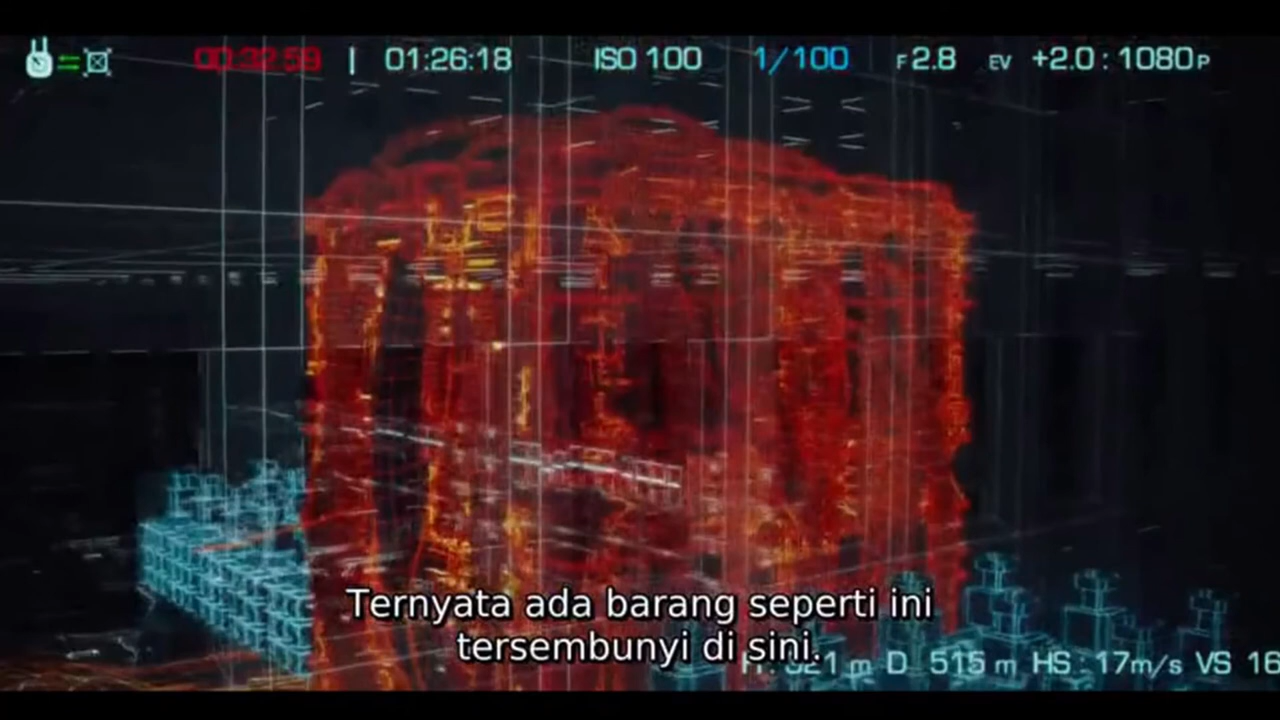 00:32:59 | 01:26:18 ISO 100 1/100 F 2.8 EV +2.0 : 1080P
Ternyata ada barang seperti ini
tersembunyi di sini.
m D 515 m HS : 17m/s VS 16